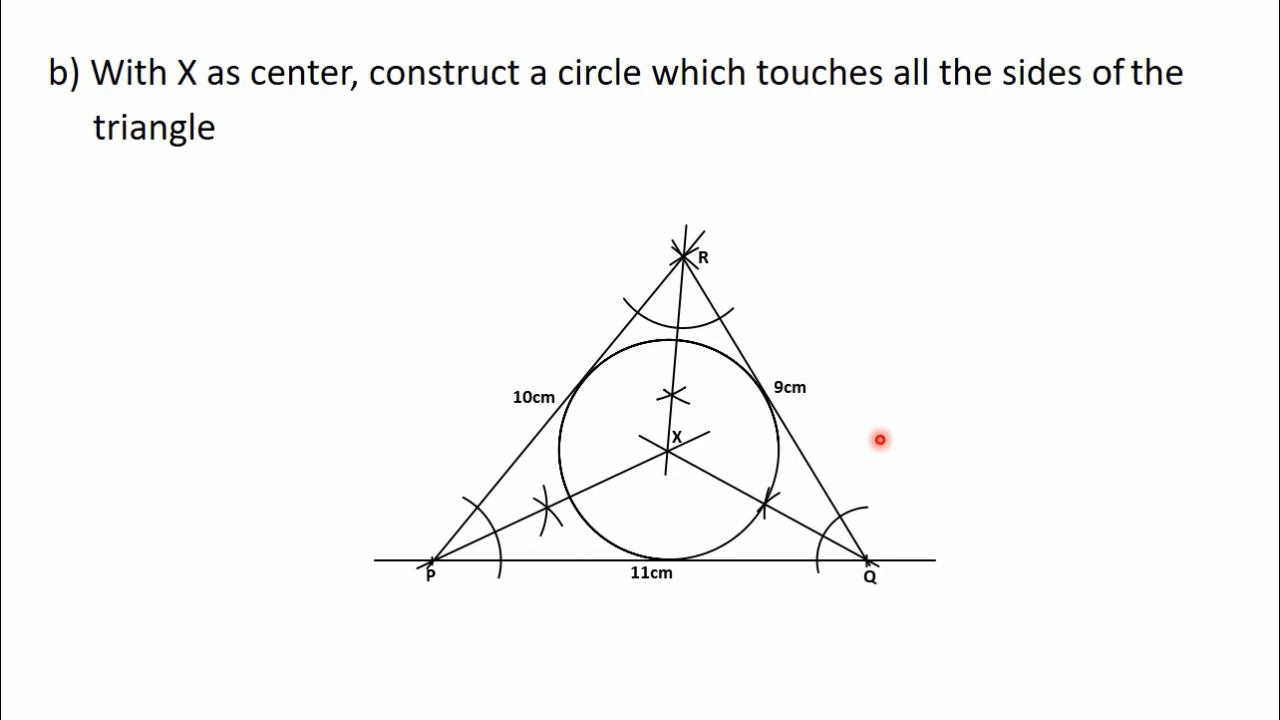 b) With X as center, construct a circle which touches all the sides of the
triangle
R
10cm
9cm
X
P
11cm
Q